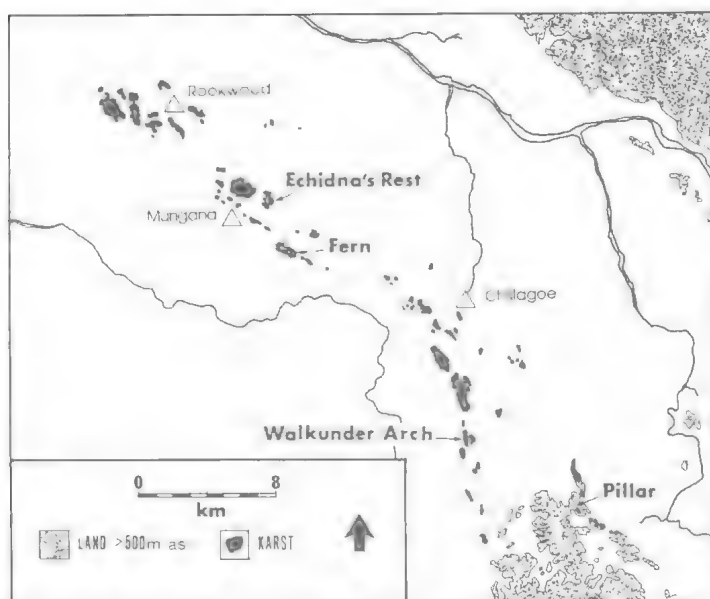 Rookwood
Echidna's Rest
Mungana
Fern
Chillagoe
Walkunder Arch
Pillar
0 8
km
LAND >500m as
KARST